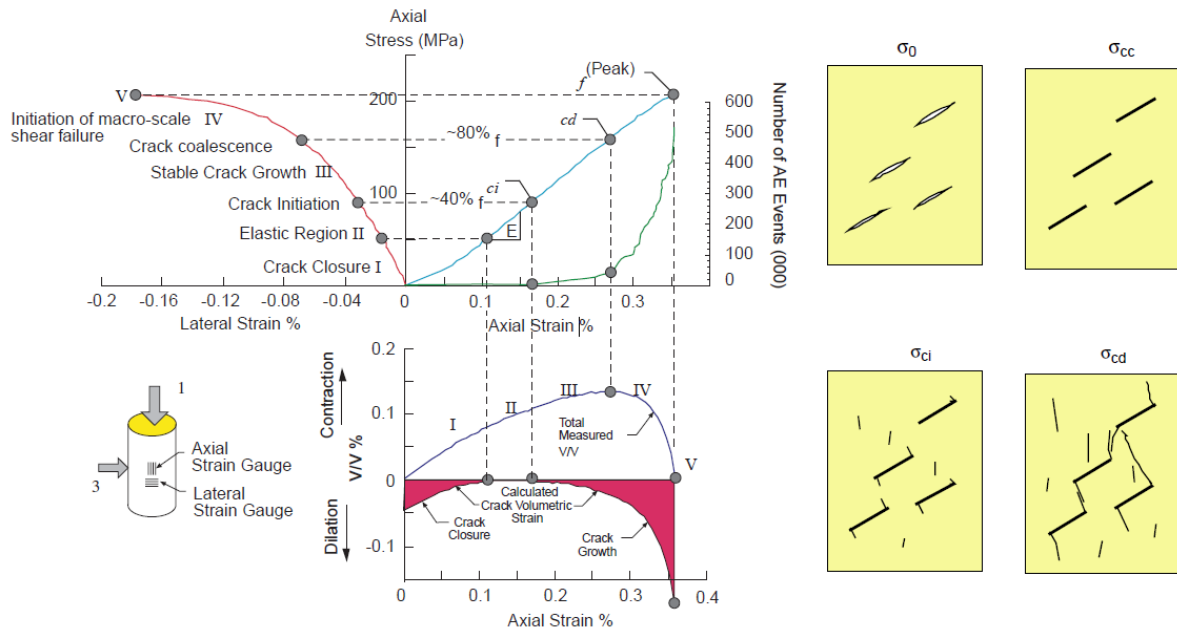 Axial
Stress (MPa)
f (Peak)
V
200
600
Initiation of macro-scale IV
shear failure
cd
500
~80% f
Crack coalescence
400
Stable Crack Growth III
ci
100
300
~40% f
Crack Initiation
200
Elastic Region II
E
100
Crack Closure I
0
Number of AE Events (000)
-0.2
-0.16
-0.12
-0.08
-0.04
0
0.1
0.2
0.3
Lateral Strain %
Axial Strain %
0.2
Contraction
III
IV
II
0.1
I
Total
Measured
V/V
V/V %
V
0
Calculated
Crack Volumetric
Strain
Crack
Closure
Crack
Growth
Dilation
-0.1
0
0.1
0.2
0.3
0.4
Axial Strain %
1
Axial
Strain Gauge
3
Lateral
Strain Gauge
σ0
σcc
σci
σcd